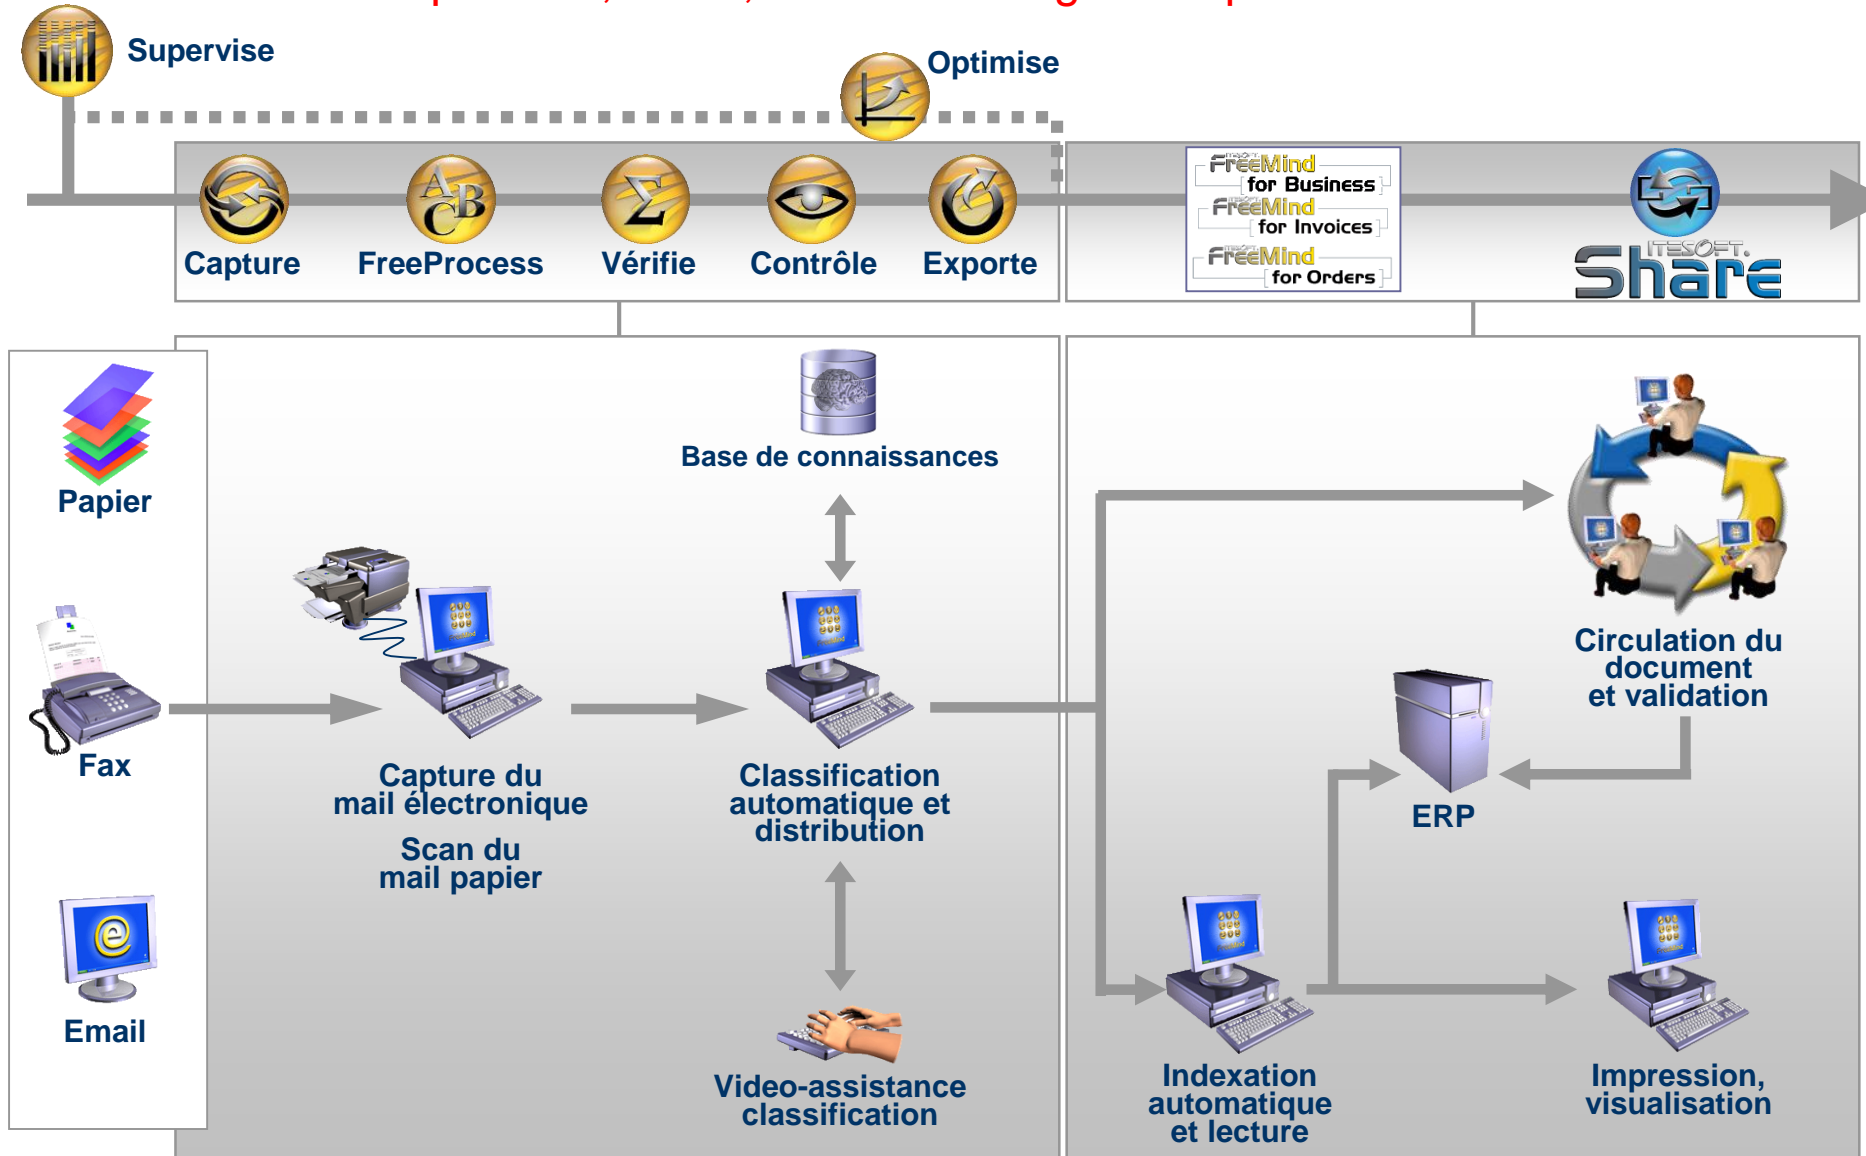 Supervise
Optimise
Capture
FreeProcess
Vérifie
Contrôle
Exporte
FreeMind
for Business
FreeMind
for Invoices
FreeMind
for Orders
ITESOFT.
Share
Papier
Fax
Email
Base de connaissances
Capture du
mail électronique
Scan du
mail papier
Classification
automatique et
distribution
Video-assistance
classification
Circulation du
document
et validation
ERP
Indexation
automatique
et lecture
Impression,
visualisation